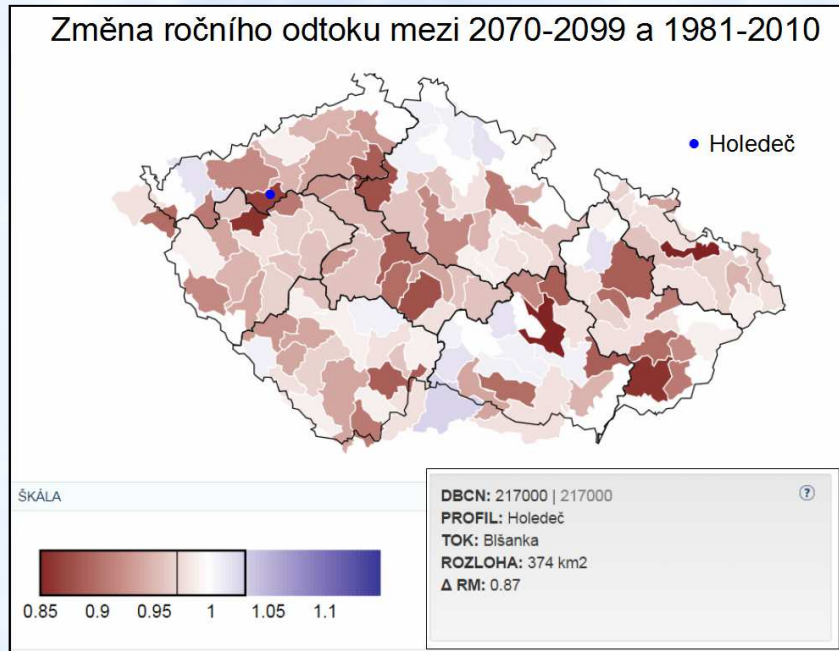 Změna ročního odtoku mezi 2070-2099 a 1981-2010
Holedeč
ŠKÁLA
0.85 0.9 0.95 1 1.05 1.1
DBCN: 217000 | 217000 ?
PROFIL: Holedeč
TOK: Blšanka
ROZLOHA: 374 km2
Δ RM: 0.87